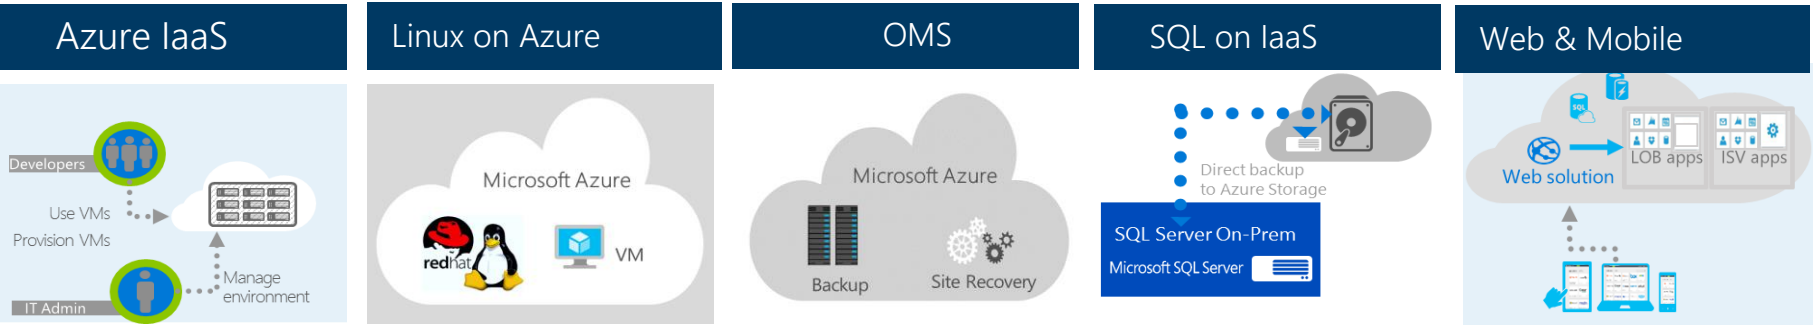 Azure IaaS
Developers
Use VMs
Provision VMs
IT Admin
Manage
environment
Linux on Azure
Microsoft Azure
redhat
VM
OMS
Microsoft Azure
Backup
Site Recovery
SQL on IaaS
Direct backup
to Azure Storage
SQL Server On-Prem
Microsoft SQL Server
Web & Mobile
SQL
LOB apps
ISV apps
Web solution